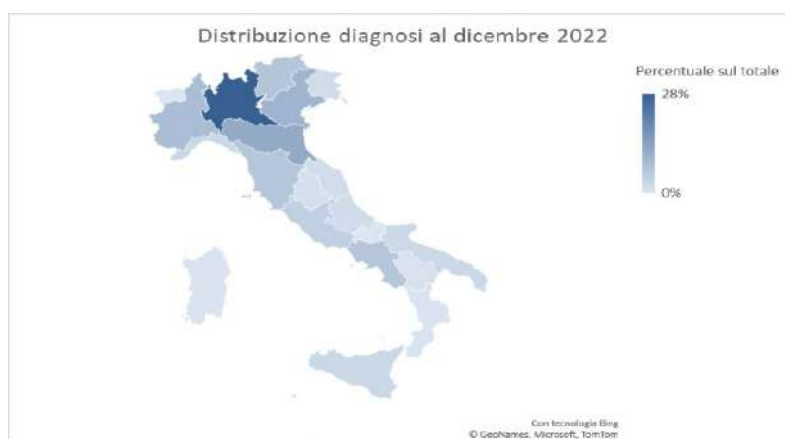 Distribuzione diagnosi al dicembre 2022
Percentuale sul totale
28%
0%
Con tecnologia Bing
© GeoNames, Microsoft, TomTom